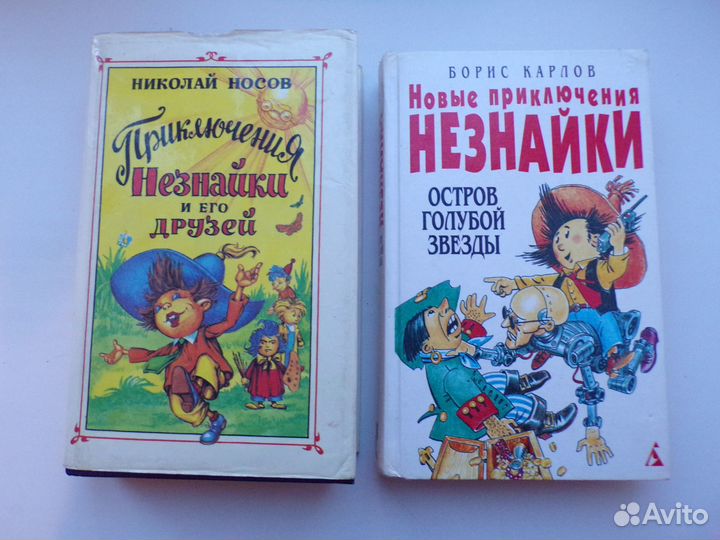 НИКОЛАЙ НОСОВ
Приключения
Незнайки
И ЕГО
ДРУЗЕЙ
БОРИС КАРЛОВ
Новые приключения
НЕЗНАЙКИ
ОСТРОВ
ГОЛУБОЙ
ЗВЕЗДЫ
Avito